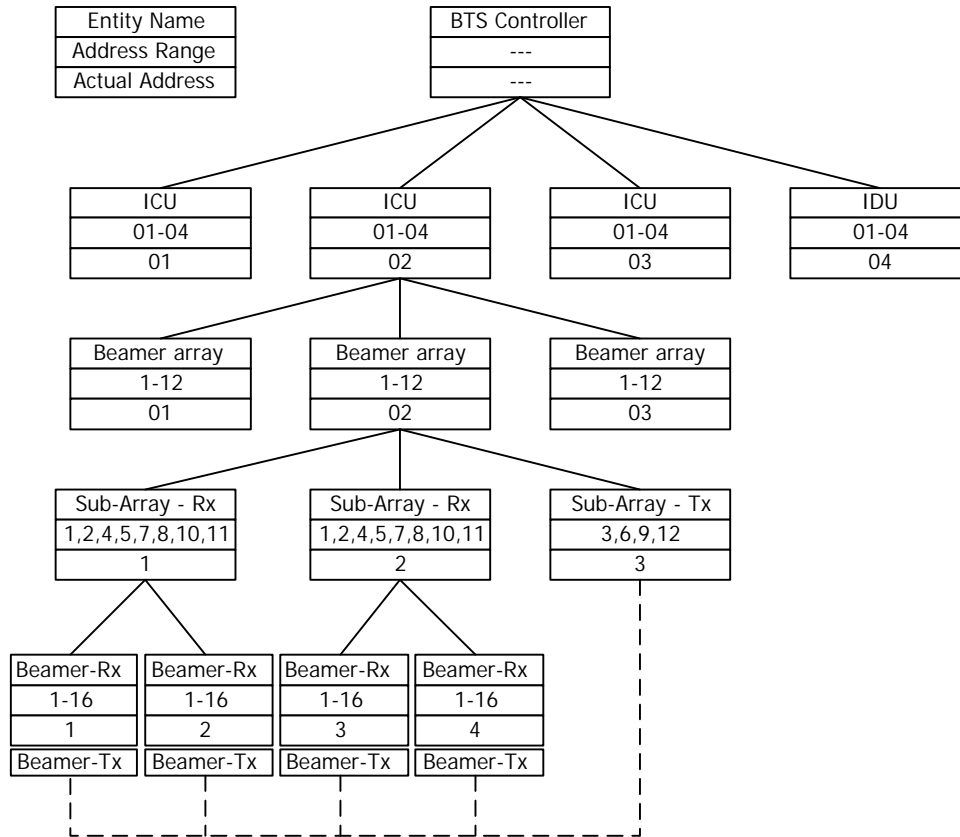 Entity Name
Address Range
Actual Address
BTS Controller
---
---
ICU
01-04
01
ICU
01-04
02
ICU
01-04
03
IDU
01-04
04
Beamer array
1-12
01
Beamer array
1-12
02
Beamer array
1-12
03
Sub-Array - Rx
1,2,4,5,7,8,10,11
1
Sub-Array - Rx
1,2,4,5,7,8,10,11
2
Sub-Array - Tx
3,6,9,12
3
Beamer-Rx
1-16
1
Beamer-Tx
Beamer-Rx
1-16
2
Beamer-Tx
Beamer-Rx
1-16
3
Beamer-Tx
Beamer-Rx
1-16
4
Beamer-Tx